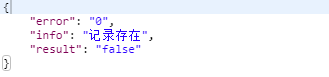 {
    "error": "0",
    "info": "记录存在",
    "result": "false"
}